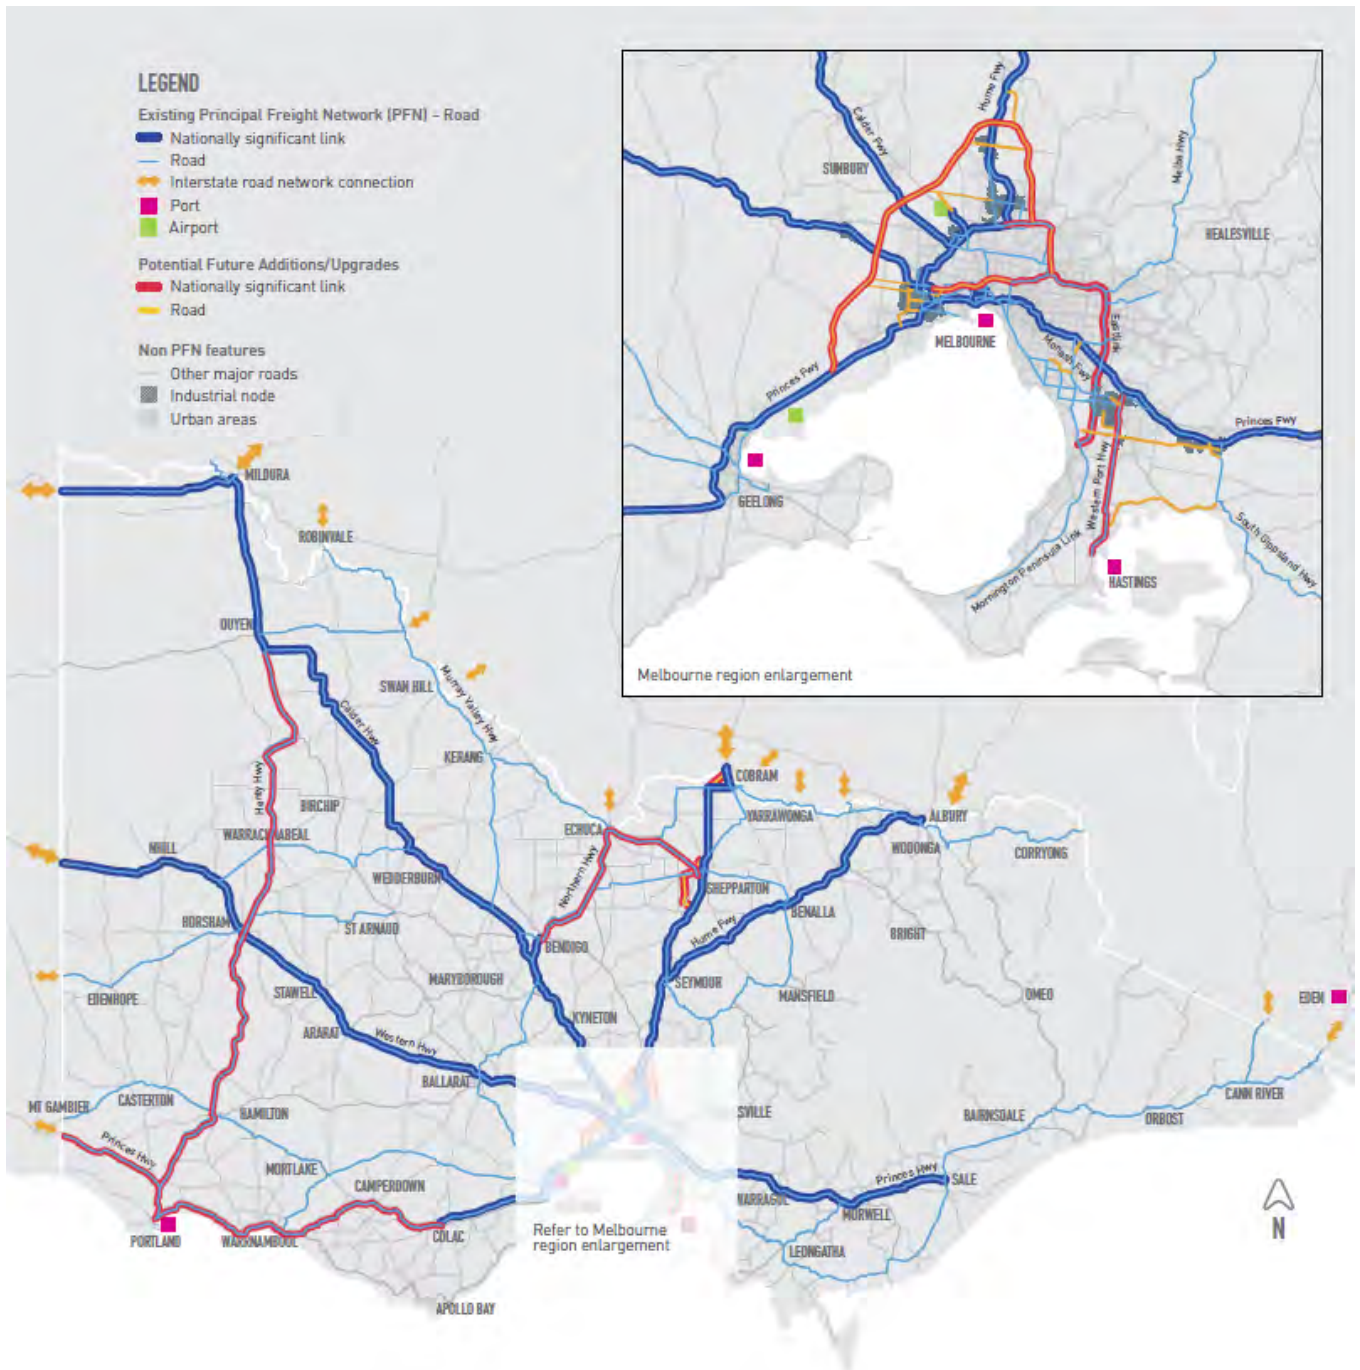 LEGEND
Existing Principal Freight Network (PFN) - Road
Nationally significant link
Road
Interstate road network connection
Port
Airport
Potential Future Additions/Upgrades
Nationally significant link
Road
Non PFN features
Other major roads
Industrial node
Urban areas
Hume Fwy
Calder Fwy
Melba Hwy
SUNBURY
HEALESVILLE
MELBOURNE
Eastlink
Monash Fwy
Princes Fwy
Princes Fwy
GEELONG
Western Port Hwy
South Gippsland Hwy
Mornington Peninsula Link
HASTINGS
Melbourne region enlargement
MILDURA
ROBINVALE
OUYEN
SWAN HILL
Murray Valley Hwy
Calder Hwy
KERANG
COBRAM
Henty Hwy
BIRCHIP
YARRAWONGA
ALBURY
ECHUCA
WARRACKNABEAL
NHILL
WODONGA
CORRYONG
WEDDERBURN
Northern Hwy
SHEPPARTON
HORSHAM
ST ARNAUD
BENALLA
Hume Fwy
BRIGHT
BENDIGO
MARYBOROUGH
SEYMOUR
STAWELL
EDENHOPE
MANSFIELD
OMEO
EDEN
KYNETON
ARARAT
Western Hwy
BALLARAT
CASTERTON
MT GAMBIER
HAMILTON
SVILLE
BAIRNSDALE
ORBOST
CANN RIVER
Princes Hwy
MORTLAKE
CAMPERDOWN
Princes Hwy
SALE
WARRAGUL
MORWELL
PORTLAND
WARRNAMBOOL
COLAC
Refer to Melbourne
region enlargement
LEONGATHA
N
APOLLO BAY